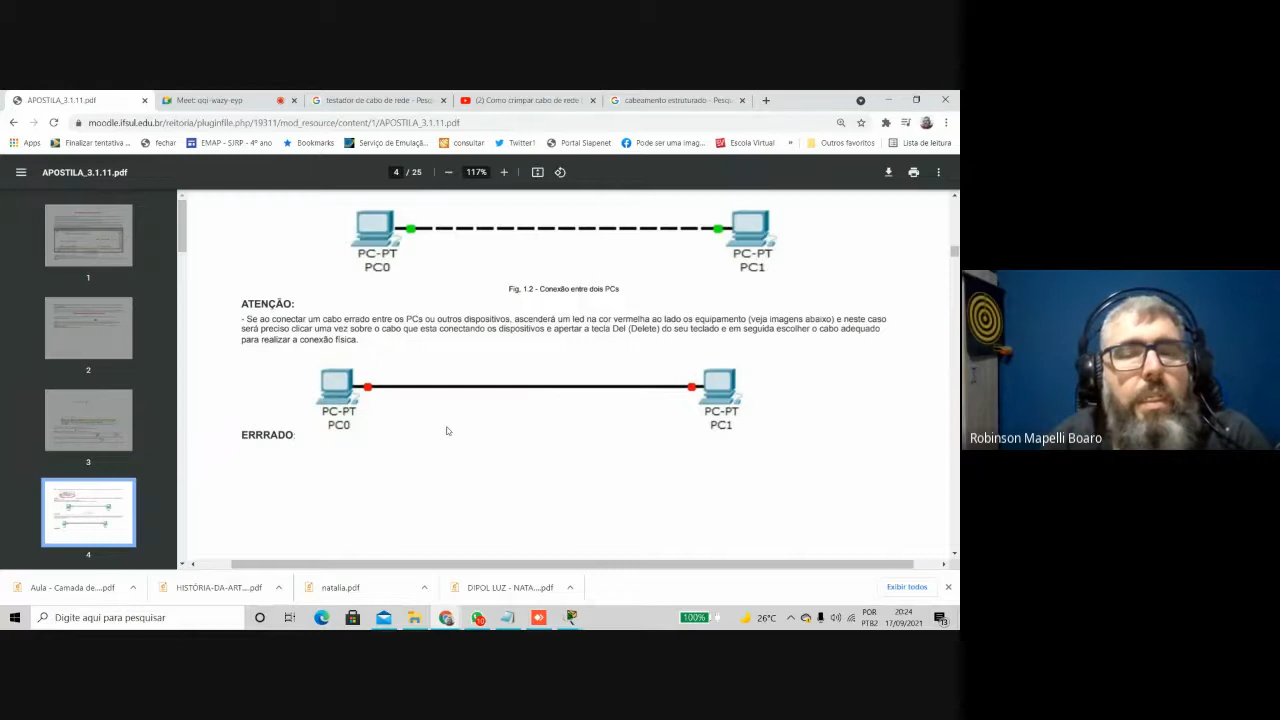 APOSTILA_3.1.11.pdf
Meet: gqi-wazy-eyp
testador de cabo de rede - Pesq
(2) Como crimpar cabo de rede
cabeamento estruturado - Pesqu
moodle.ifsul.edu.br/reitoria/pluginfile.php/19311/mod_resource/content/1/APOSTILA_3.1.11.pdf
Apps Finalizar tentativa ... fechar EMAP - SJRP - 4º ano Bookmarks Serviço de Emulaçã... consultar Twitter1 Portal Slapenet Pode ser uma imag... Escola Virtual » Outros favoritos Lista de leitura
APOSTILA_3.1.11.pdf 4 / 25 117%
PC-PT PC-PT
PC0 PC1
Fig, 1.2 - Conexão entre dois PCs
ATENÇÃO:
- Se ao conectar um cabo errado entre os PCs ou outros dispositivos, ascenderá um led na cor vermelha ao lado os equipamento (veja imagens abaixo) e neste caso
será preciso clicar uma vez sobre o cabo que esta conectando os dispositivos e apertar a tecla Del (Delete) do seu teclado e em seguida escolher o cabo adequado
para realizar a conexão física.
PC-PT PC-PT
PC0 PC1
ERRRADO:
1
2
3
4
Robinson Mapelli Boaro
Aula - Camada de....pdf HISTÓRIA-DA-ART....pdf natalia.pdf DIPOL LUZ - NATA....pdf Exibir todos
Digite aqui para pesquisar 10 100% 26°C POR 20:24
PTB2 17/09/2021 13